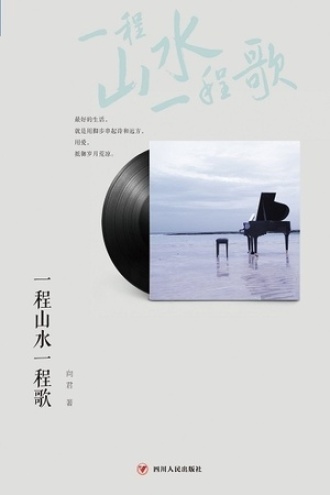 一程
山水
一程歌
最好的生活，
就是用脚步串起诗和远方，
用爱，
抵御岁月荒凉。
一程山水一程歌
向君 著
四川人民出版社